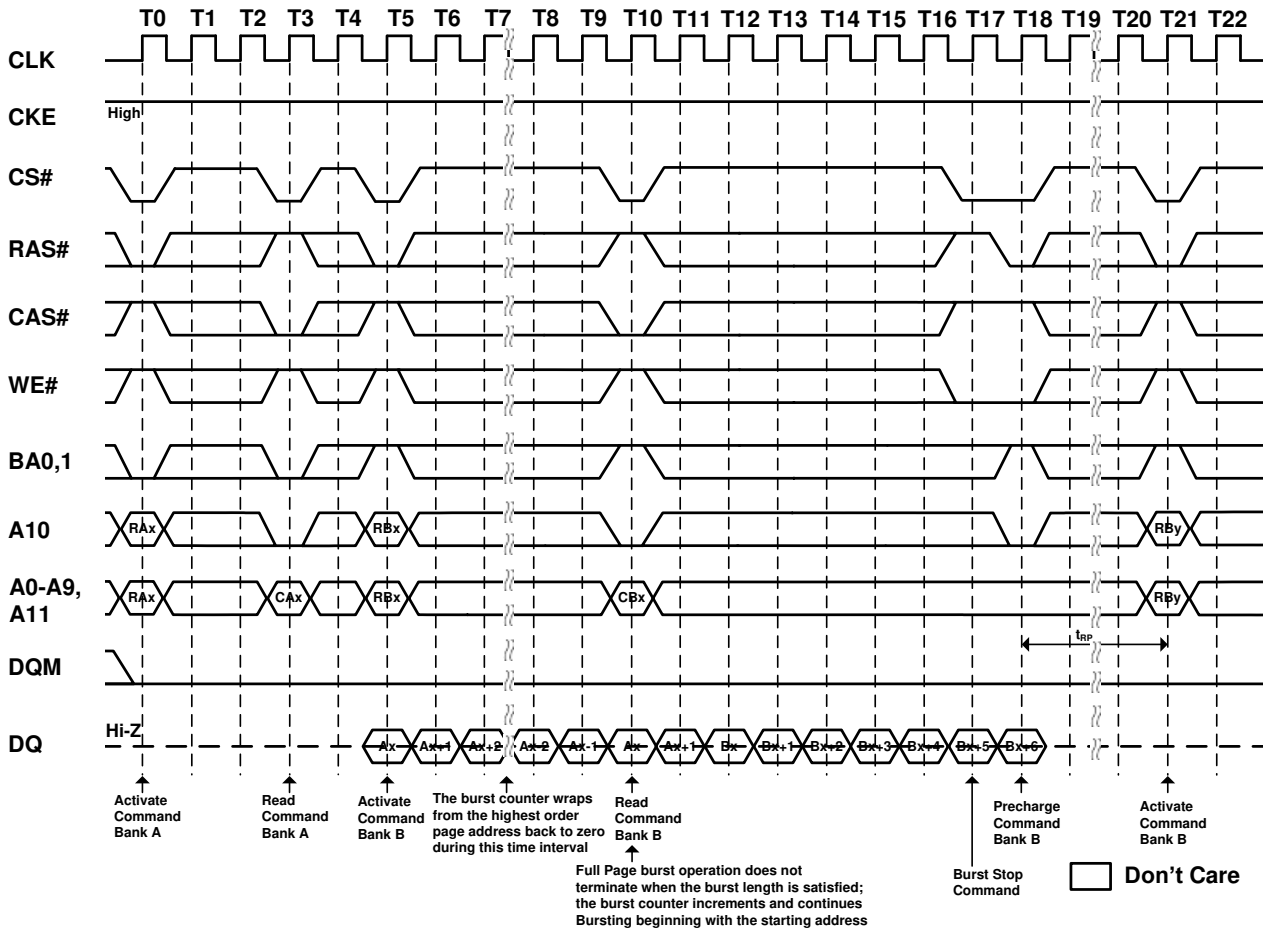 T0 T1 T2 T3 T4 T5 T6 T7 T8 T9 T10 T11 T12 T13 T14 T15 T16 T17 T18 T19 T20 T21 T22
CLK
CKE
High
CS#
RAS#
CAS#
WE#
BA0,1
A10
RAx RBx RBy
A0-A9,
A11
RAx CAx RBx CBx RBy
tRP
DQM
DQ
Hi-Z
Ax Ax+1 Ax+2 Ax-2 Ax-1 Ax Ax+1 Bx Bx+1 Bx+2 Bx+3 Bx+4 Bx+5 Bx+6
Activate
Command
Bank A
Read
Command
Bank A
Activate
Command
Bank B
The burst counter wraps
from the highest order
page address back to zero
during this time interval
Read
Command
Bank B
Full Page burst operation does not
terminate when the burst length is satisfied;
the burst counter increments and continues
Bursting beginning with the starting address
Burst Stop
Command
Precharge
Command
Bank B
Activate
Command
Bank B
Don't Care